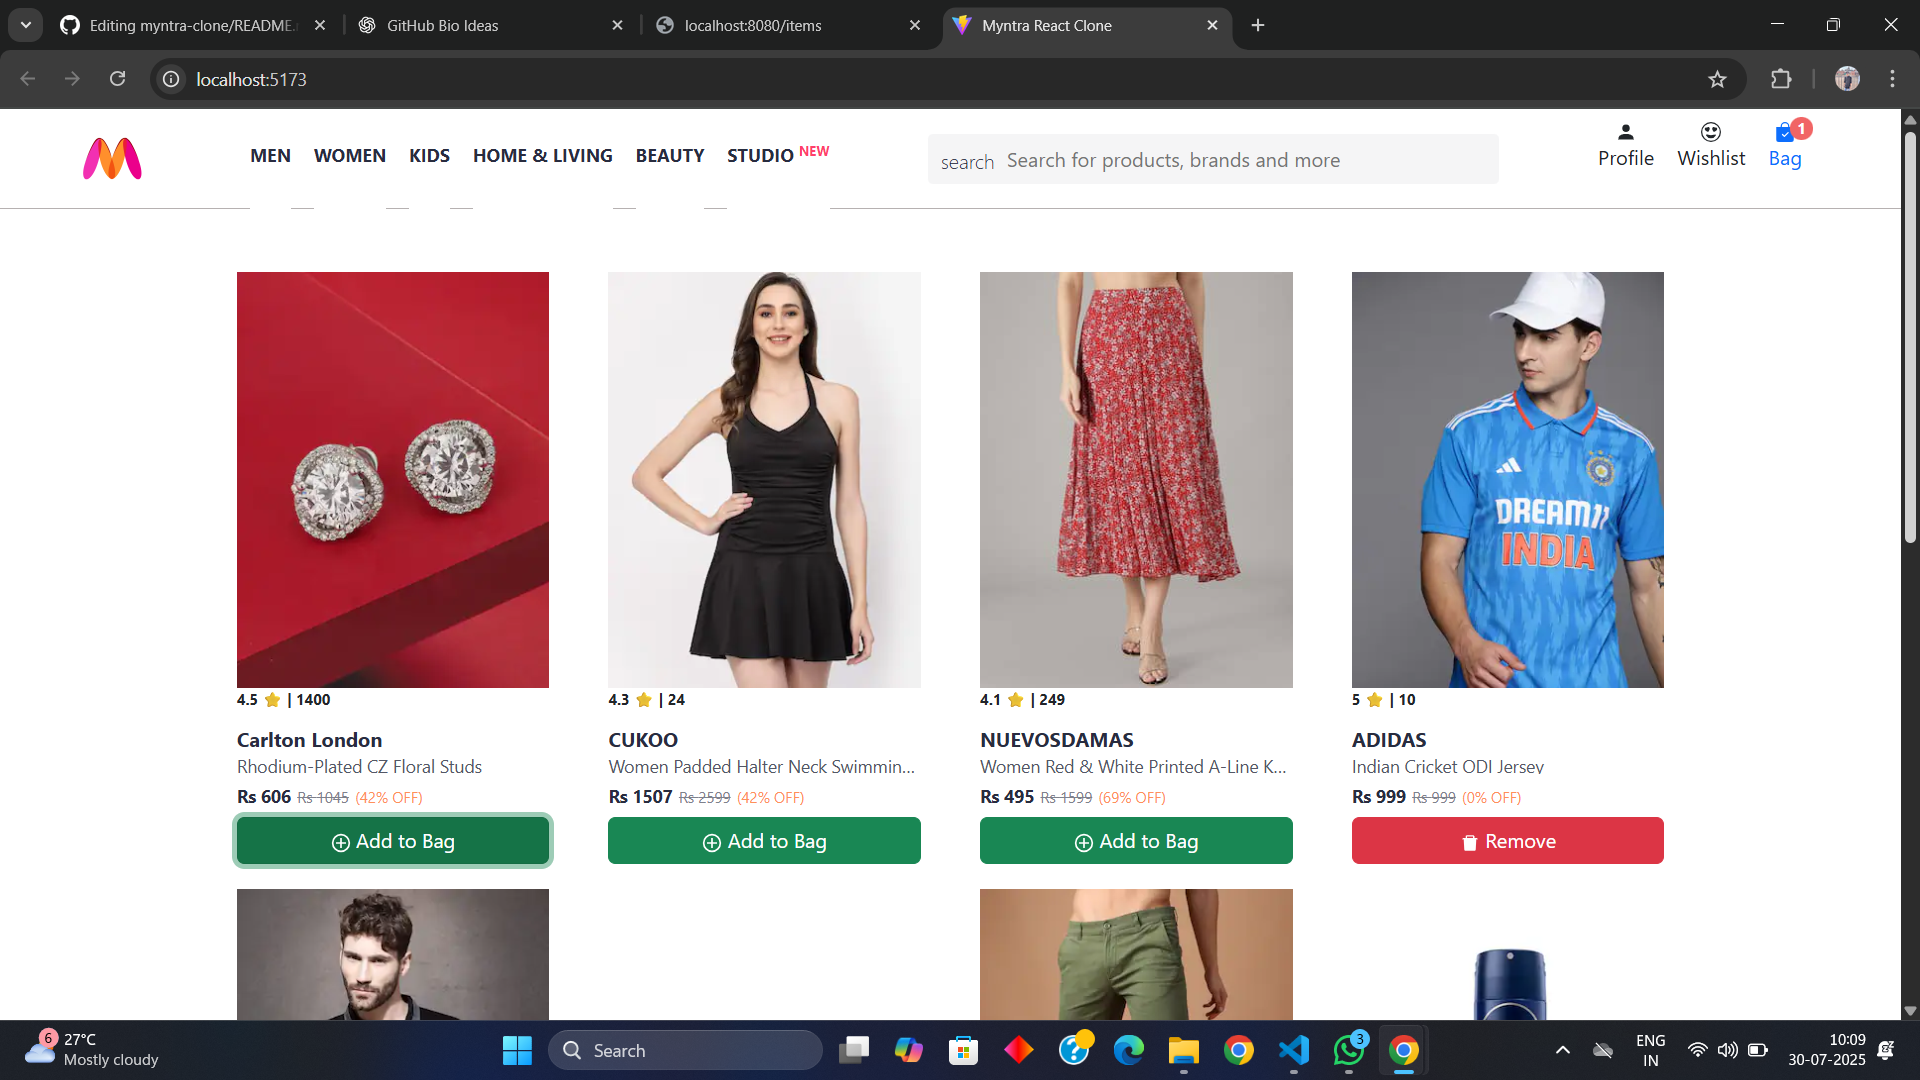 Editing myntra-clone/README.
GitHub Bio Ideas
localhost:8080/items
Myntra React Clone
localhost:5173
MEN WOMEN KIDS HOME & LIVING BEAUTY STUDIO NEW
search Search for products, brands and more
Profile Wishlist Bag 1
DREAM11
INDIA
4.5 ⭐ | 1400
4.3 ⭐ | 24
4.1 ⭐ | 249
5 ⭐ | 10
Carlton London
CUKOO
NUEVOSDAMAS
ADIDAS
Rhodium-Plated CZ Floral Studs
Women Padded Halter Neck Swimmin...
Women Red & White Printed A-Line K...
Indian Cricket ODI Jersey
Rs 606 Rs 1045 (42% OFF)
Rs 1507 Rs 2599 (42% OFF)
Rs 495 Rs 1599 (69% OFF)
Rs 999 Rs 999 (0% OFF)
Add to Bag
Add to Bag
Add to Bag
Remove
6
27°C
Mostly cloudy
Search
3
ENG
IN
10:09
30-07-2025